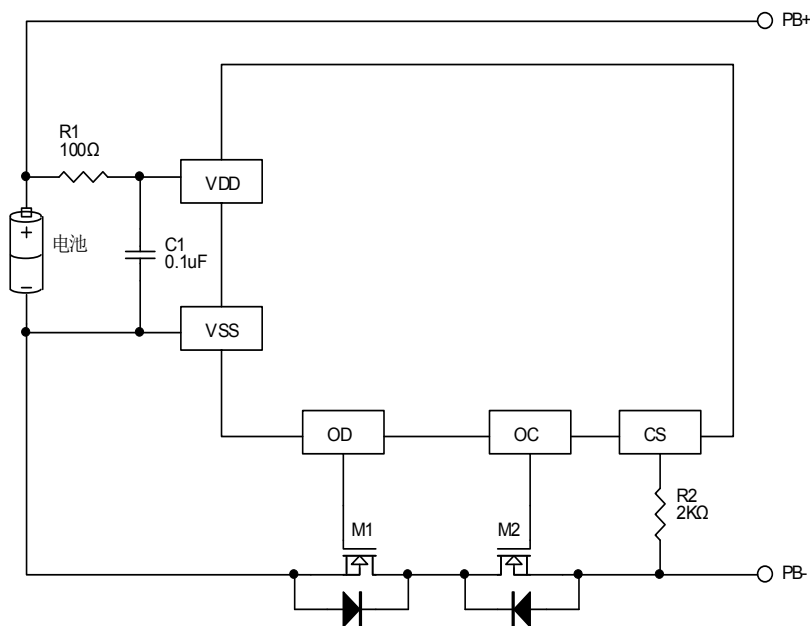 PB+
R1
100Ω
VDD
+
电池
C1
0.1uF
−
VSS
OD
OC
CS
R2
2KΩ
M1
M2
PB-